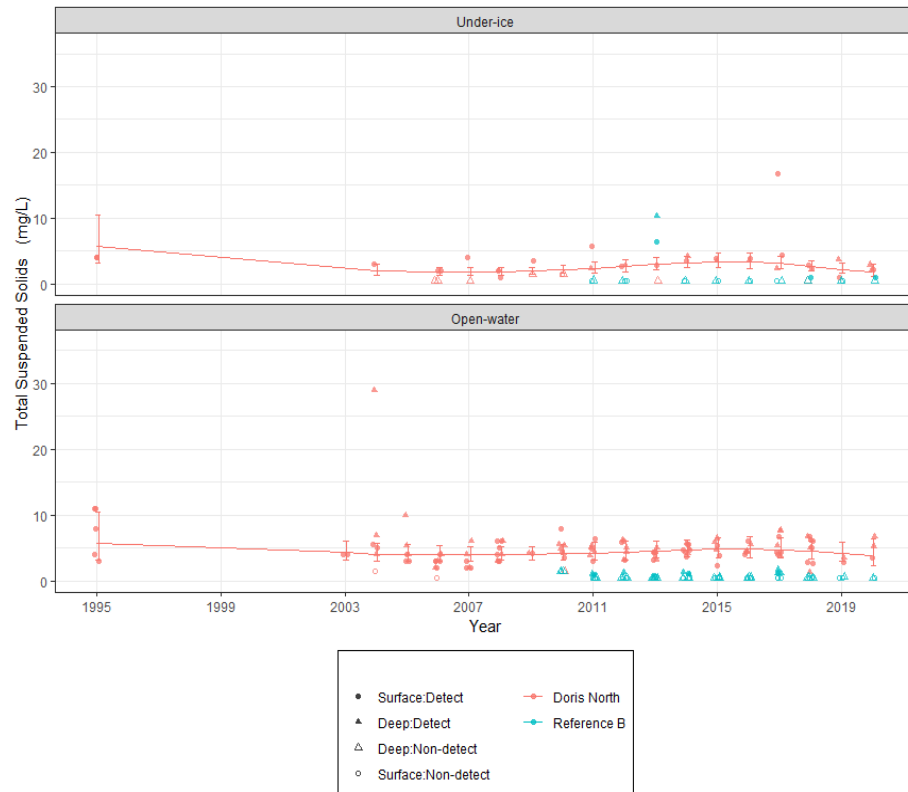 Under-ice
30
20
10
0
Open-water
30
20
10
0
Total Suspended Solids (mg/L)
1995 1999 2003 2007 2011 2015 2019
Year
Surface:Detect Doris North
Deep:Detect Reference B
Deep:Non-detect
Surface:Non-detect